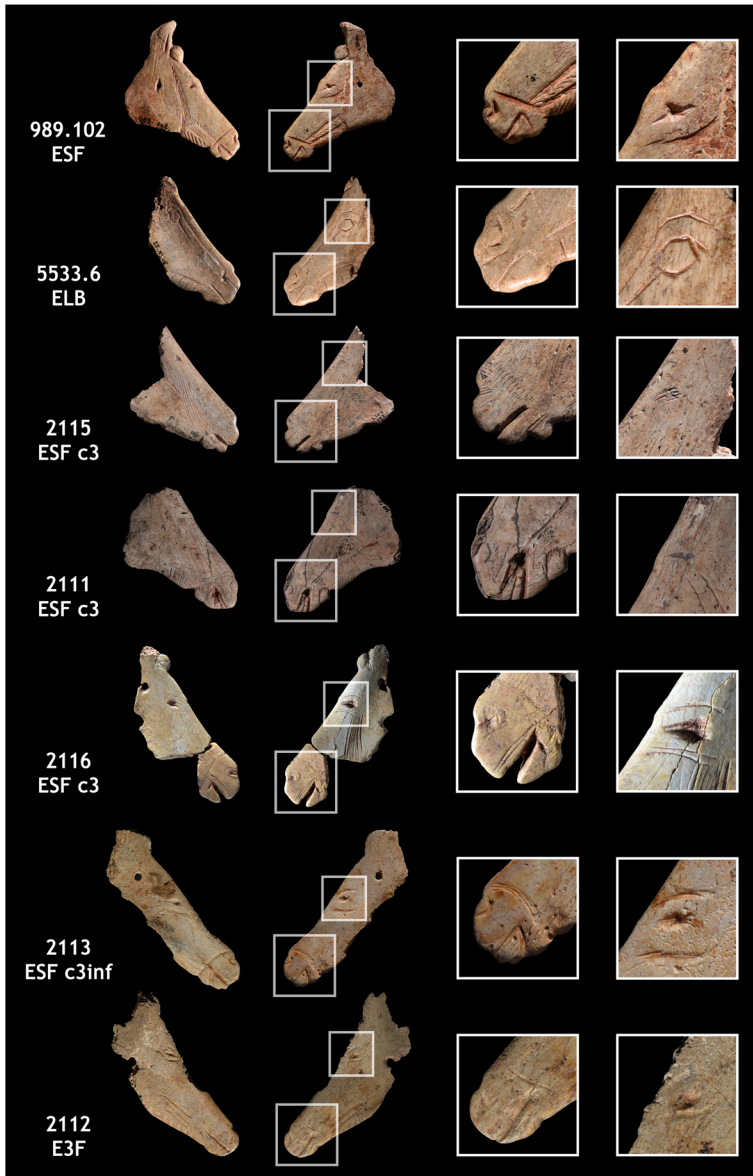 989.102
ESF
5533.6
ELB
2115
ESF c3
2111
ESF c3
2116
ESF c3
2113
ESF c3inf
2112
E3F